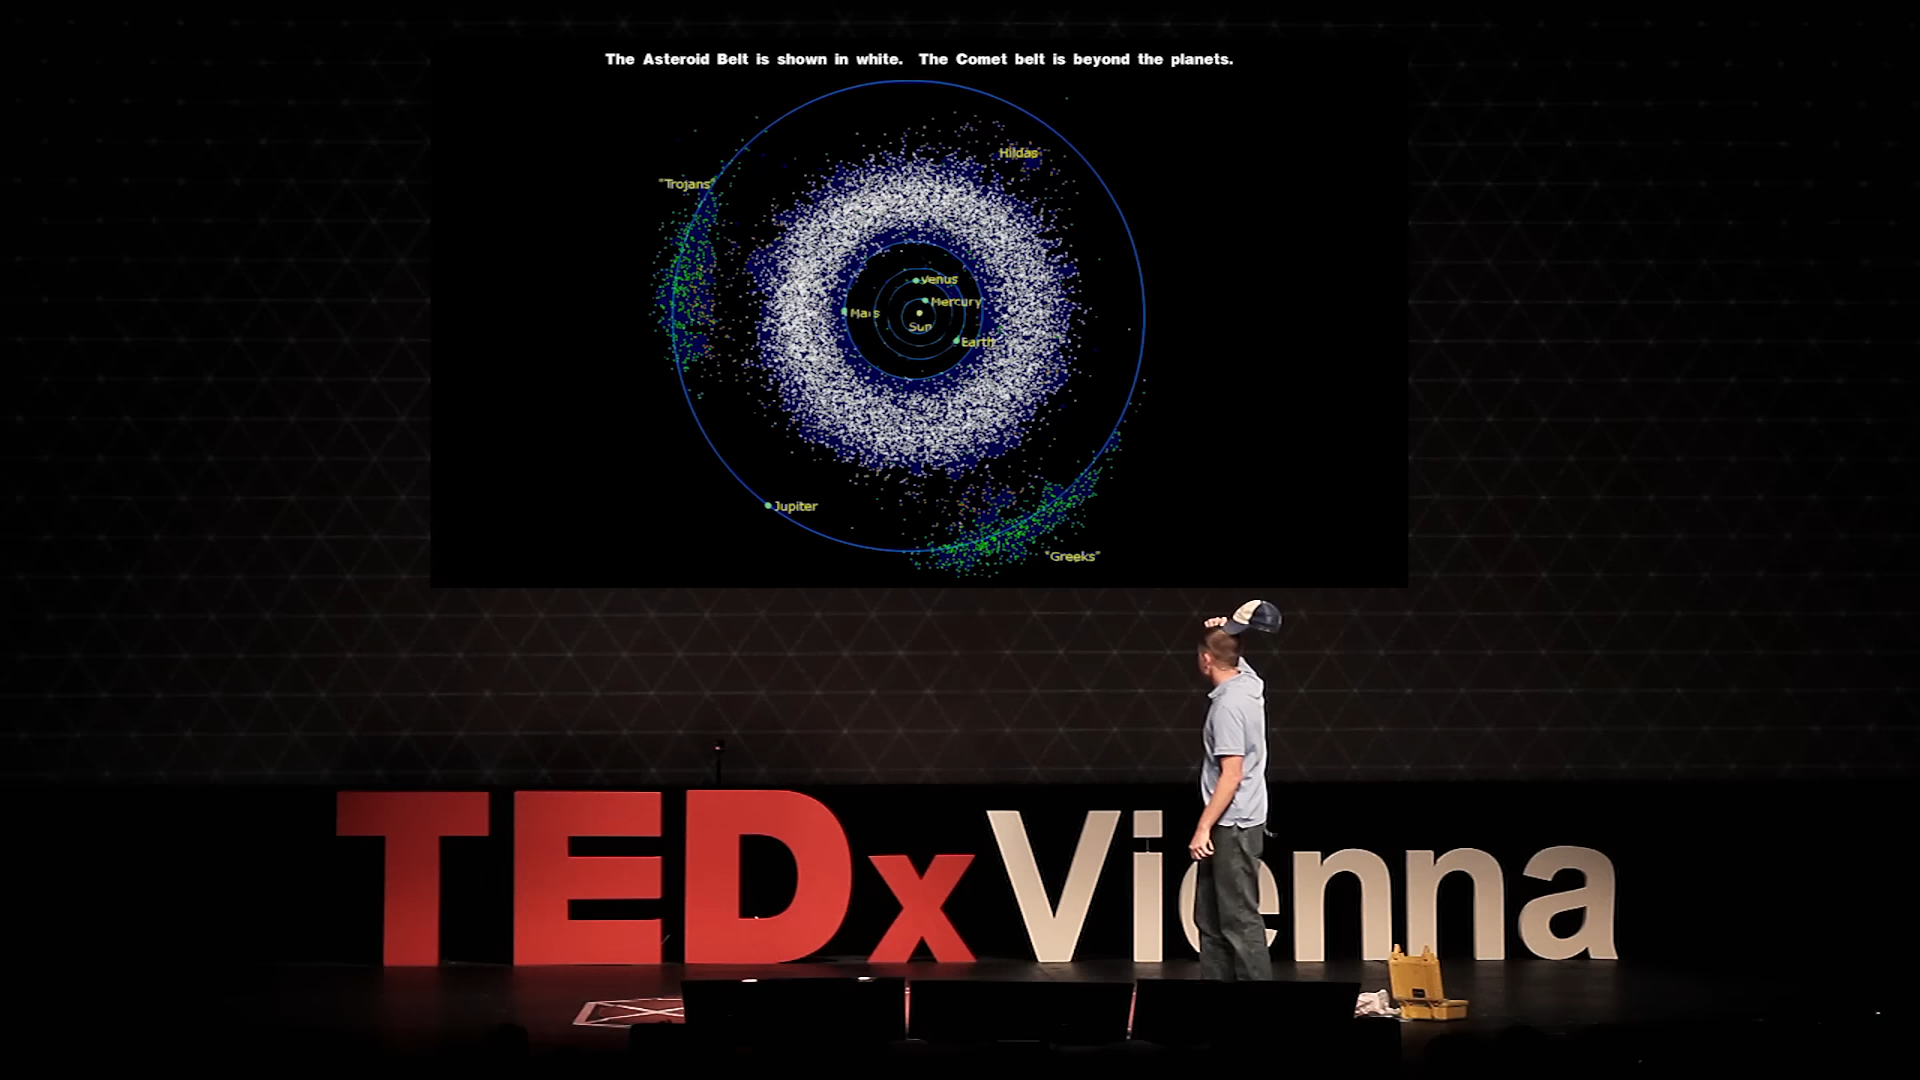 The Asteroid Belt is shown in white. The Comet belt is beyond the planets.
Hildas
"Trojans"
Venus
Mercury
Mars
Sun
Earth
Jupiter
"Greeks"
TEDxVienna